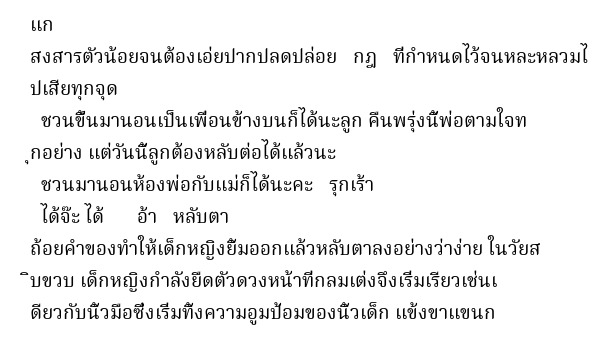 แก
สงสารตัวน้อยจนต้องเอ่ยปากปลดปล่อย กฎ ที่กำหนดไว้จนหละหลวมไ
ปเสียทุกจุด
ชวนขึ้นมานอนเป็นเพื่อนข้างบนก็ได้นะลูก คืนพรุ่งนี้พ่อตามใจท
ุกอย่าง แต่วันนี้ลูกต้องหลับต่อได้แล้วนะ
ชวนมานอนห้องพ่อกับแม่ก็ได้นะคะ รุกเร้า
ได้จ๊ะ ได้ อ้า หลับตา
ถ้อยคำของทำให้เด็กหญิงยิ้มออกแล้วหลับตาลงอย่างว่าง่าย ในวัยส
ิบขวบ เด็กหญิงกำลังยืดตัวดวงหน้าที่กลมเต่งจึงเริ่มเรียวเช่นเ
ดียวกับนิ้วมือซึ่งเริ่มทิ้งความอูมป้อมของนิ้วเด็ก แข้งขาแขนก